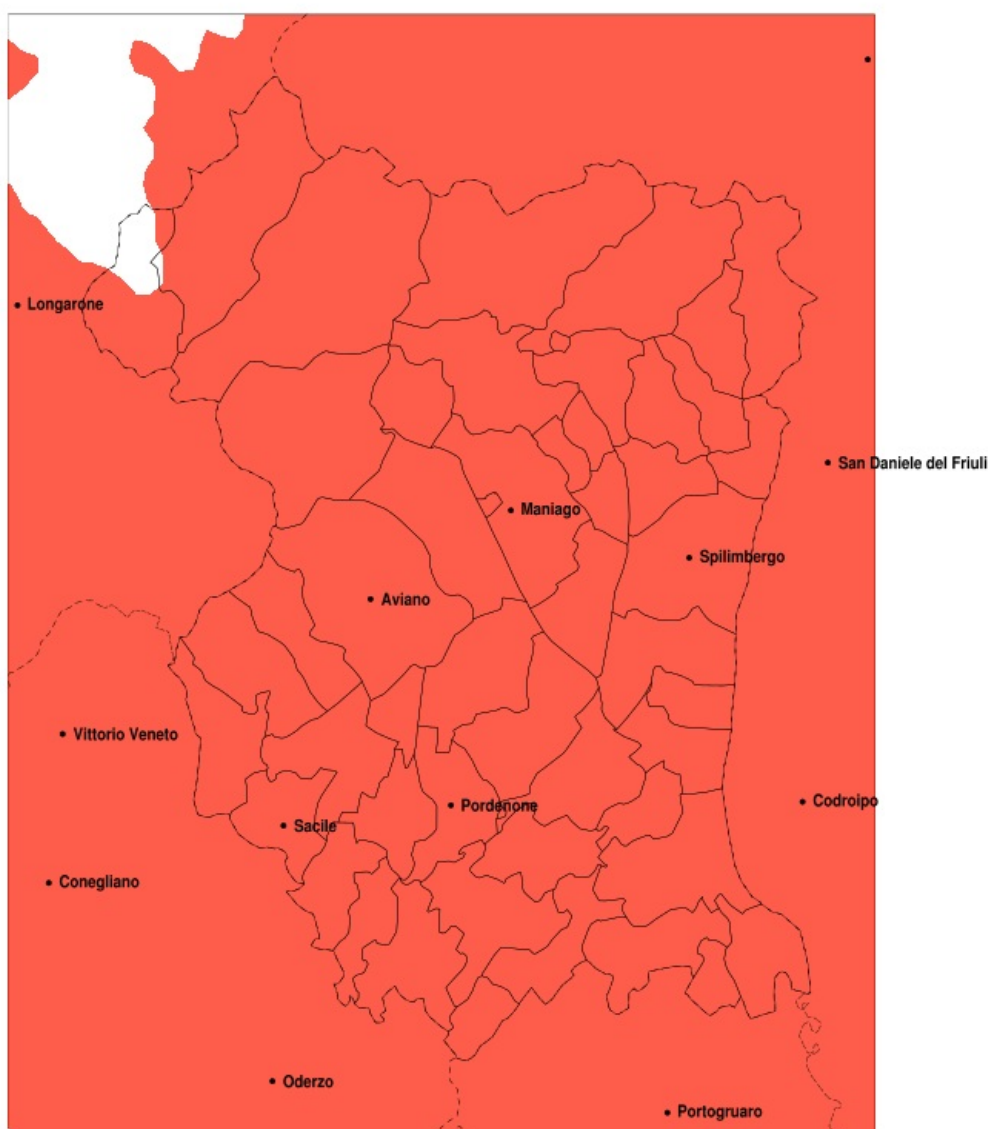 Longarone
San Daniele del Friuli
Maniago
Spilimbergo
Aviano
Vittorio Veneto
Codroipo
Pordenone
Sacile
Conegliano
Oderzo
Portogruaro